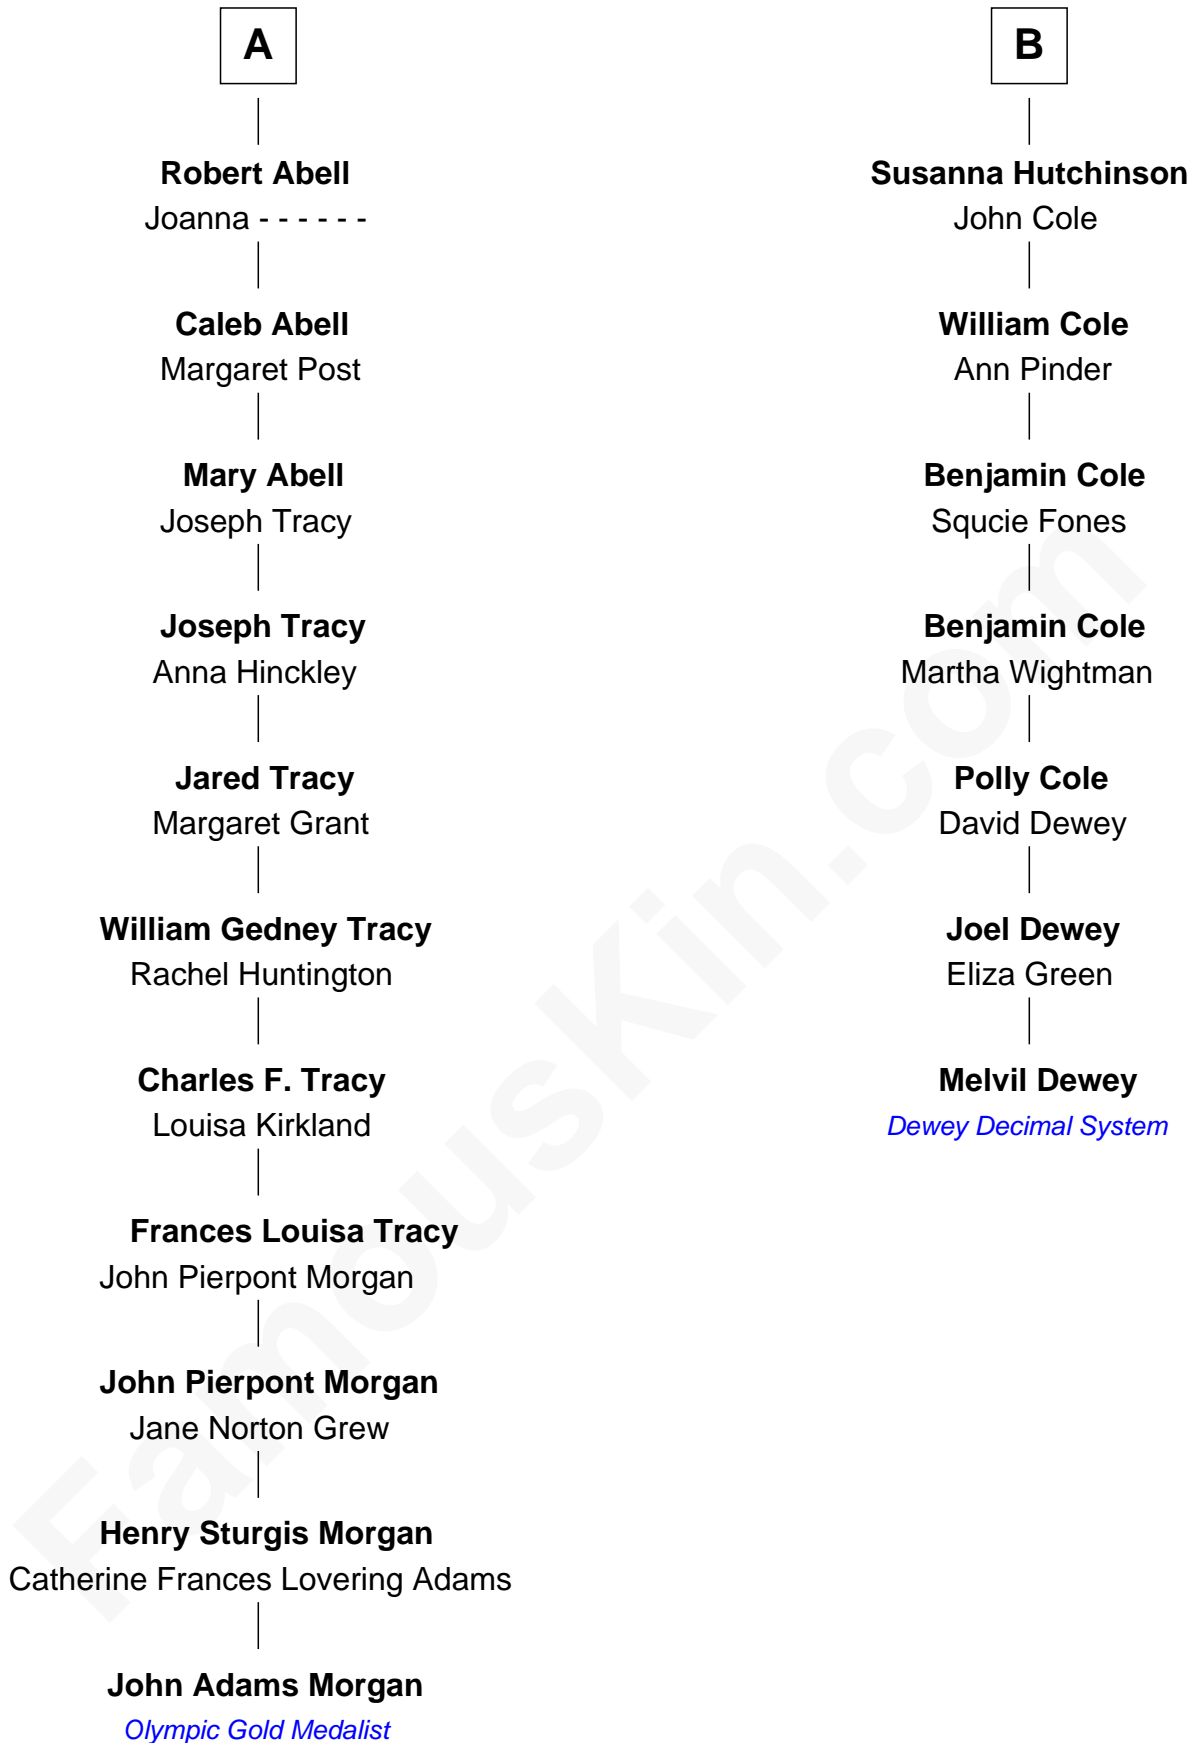 A
Robert Abell
Joanna - - - - - -
Caleb Abell
Margaret Post
Mary Abell
Joseph Tracy
Joseph Tracy
Anna Hinckley
Jared Tracy
Margaret Grant
William Gedney Tracy
Rachel Huntington
Charles F. Tracy
Louisa Kirkland
Frances Louisa Tracy
John Pierpont Morgan
John Pierpont Morgan
Jane Norton Grew
Henry Sturgis Morgan
Catherine Frances Lovering Adams
John Adams Morgan
Olympic Gold Medalist
B
Susanna Hutchinson
John Cole
William Cole
Ann Pinder
Benjamin Cole
Squcie Fones
Benjamin Cole
Martha Wightman
Polly Cole
David Dewey
Joel Dewey
Eliza Green
Melvil Dewey
Dewey Decimal System
FamousKin.com